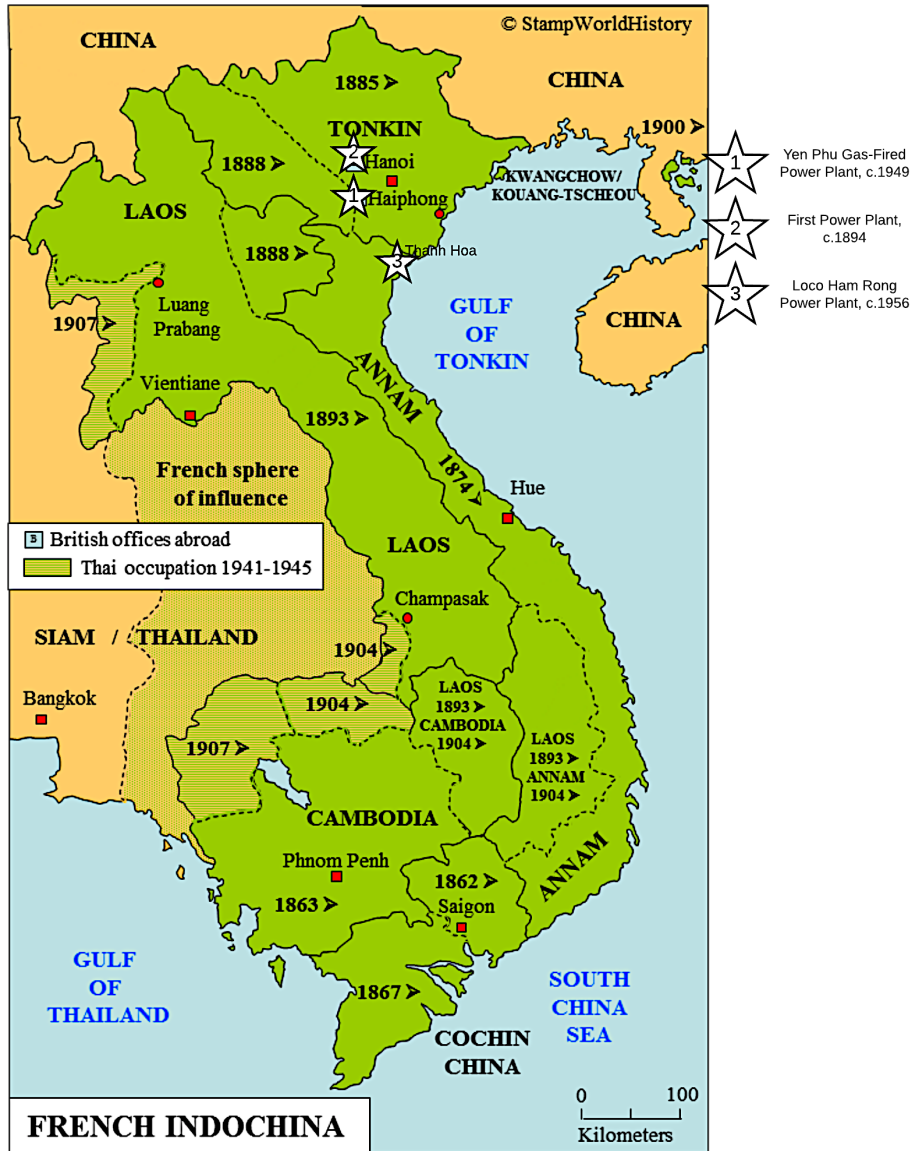 © StampWorldHistory
CHINA
CHINA
1885
1900
TONKIN
2
Hanoi
1888
KWANGCHOW/
KOUANG-TSCHEOU
1
Haiphong
LAOS
1888
3
Thanh Hoa
Luang
Prabang
1907
GULF
OF
TONKIN
CHINA
ANNAM
Vientiane
1893
French sphere
of influence
1874
Hue
B British offices abroad
Thai occupation 1941-1945
LAOS
Champasak
SIAM / THAILAND
1904
Bangkok
1904
LAOS
1893
CAMBODIA
1904
1907
LAOS
1893
ANNAM
1904
CAMBODIA
Phnom Penh
1863
1862
Saigon
ANNAM
GULF
OF
THAILAND
1867
SOUTH
CHINA
SEA
COCHIN
CHINA
0 100
Kilometers
FRENCH INDOCHINA
1
Yen Phu Gas-Fired
Power Plant, c.1949
2
First Power Plant,
c.1894
3
Loco Ham Rong
Power Plant, c.1956